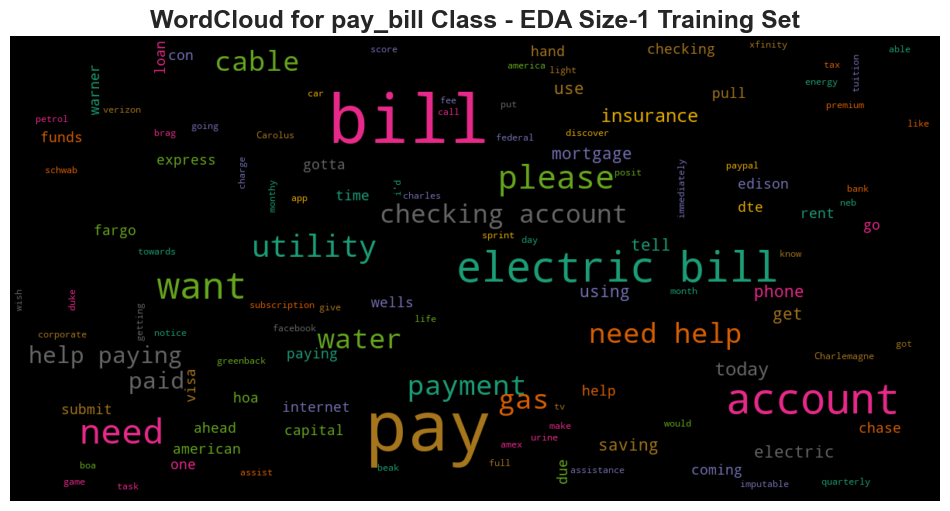 WordCloud for pay_bill Class - EDA Size-1 Training Set
score
hand
checking
xfinity
able
con
loan
cable
america
light
tax
energy
tuition
warner
verizon
car
bill
fee
call
put
use
pull
premium
petrol
funds
brag
going
Carolus
federal
discover
insurance
like
schwab
express
charge
gotta
mortgage
please
posit
immediately
paypal
edison
bank
monthy
app
time
p.l
charles
checking account
dte
rent
neb
go
fargo
towards
utility
sprint
day
tell
know
electric bill
want
wish
duke
subscription
give
wells
using
month
phone
get
corporate
getting
notice
facebook
life
water
need help
got
help paying
greenback
paying
Charlemagne
today
paid
visa
payment
gas
help
account
submit
hoa
internet
tv
need
ahead
capital
pay
make
urine
amex
would
chase
american
saving
electric
boa
one
assist
beak
full
due
assistance
coming
imputable
quarterly
game
task